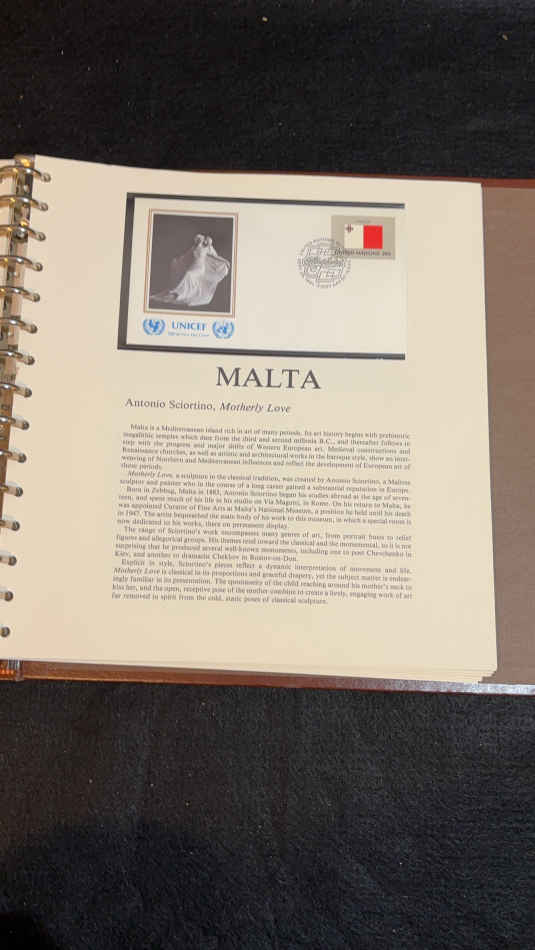 UNITED NATIONS 20c
UNICEF
MALTA
Antonio Sciortino, Motherly Love
Malta is a Mediterranean island rich in art of many periods. Its art history begins with prehistoric
megalithic temples which date from the third and second millenia B.C., and thereafter follows in
step with the progress and major shifts of Western European art. Medieval constructions and
Renaissance churches, as well as artistic and architectural works in the baroque style, show an inter-
weaving of Northern and Mediterranean influences and reflect the development of European art of
those periods.
Motherly Love, a sculpture in the classical tradition, was created by Antonio Sciortino, a Maltese
sculptor and painter who in the course of a long career gained a substantial reputation in Europe.
Born in Zebbug, Malta in 1883, Antonio Sciortino began his studies abroad at the age of seven-
teen, and spent much of his life in his studio on Via Magutti, in Rome. On his return to Malta, he
was appointed Curator of Fine Arts at Malta's National Museum, a position he held until his death
in 1947. The artist bequeathed the main body of his work to this museum, in which a special room is
now dedicated to his works, there on permanent display.
The range of Sciortino's work encompasses many genres of art, from portrait busts to relief
figures and allegorical groups. His themes tend toward the classical and the monumental, so it is not
surprising that he produced several well-known monuments, including one to poet Chevchenko in
Kiev, and another to dramatist Chekhov in Rostov-on-Don.
Explicit in style, Sciortino's pieces reflect a dynamic interpretation of movement and life.
Motherly Love is classical in its proportions and graceful drapery, yet the subject matter is endear-
ingly familiar in its presentation. The spontaneity of the child reaching around his mother's neck to
kiss her, and the open, receptive pose of the mother combine to create a lively, engaging work of art
far removed in spirit from the cold, static poses of classical sculpture.